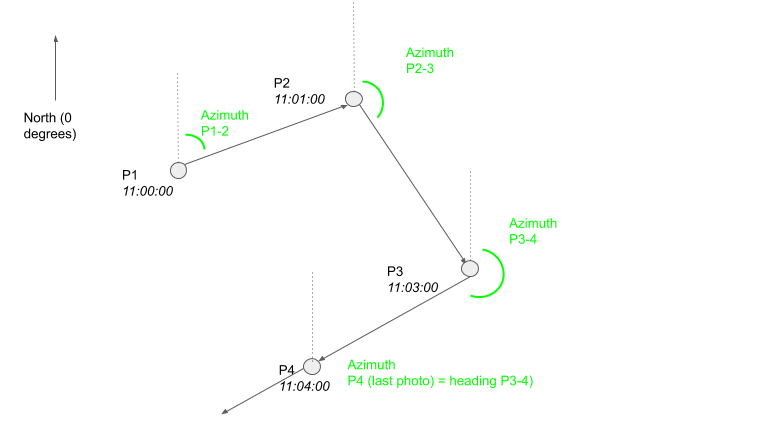 Azimuth
P2-3
P2
11:01:00
Azimuth
P1-2
North (0
degrees)
P1
11:00:00
Azimuth
P3-4
P3
11:03:00
P4
11:04:00
Azimuth
P4 (last photo) = heading P3-4)